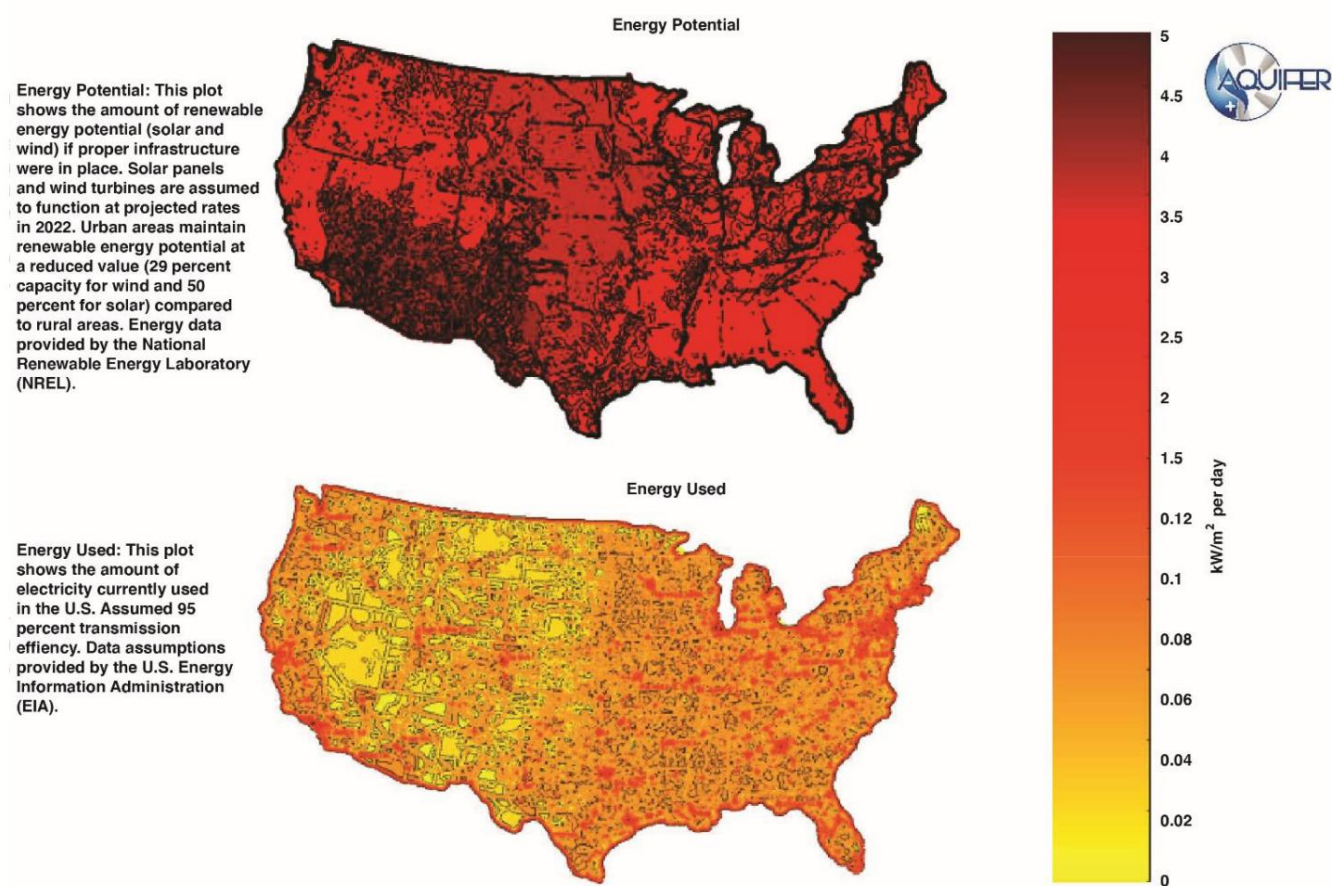 Energy Potential
Energy Potential: This plot
shows the amount of renewable
energy potential (solar and
wind) if proper infrastructure
were in place. Solar panels
and wind turbines are assumed
to function at projected rates
in 2022. Urban areas maintain
renewable energy potential at
a reduced value (29 percent
capacity for wind and 50
percent for solar) compared
to rural areas. Energy data
provided by the National
Renewable Energy Laboratory
(NREL).
Energy Used
Energy Used: This plot
shows the amount of
electricity currently used
in the U.S. Assumed 95
percent transmission
effiency. Data assumptions
provided by the U.S. Energy
Information Administration
(EIA).
5
4.5
4
3.5
3
2.5
2
1.5
0.12
0.1
0.08
0.06
0.04
0.02
0
kW/m² per day
AQUIFER